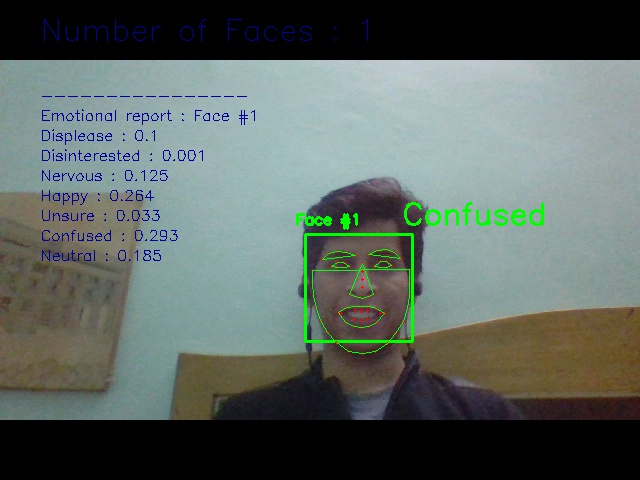 Number of Faces : 1
----------------
Emotional report : Face #1
Displease : 0.1
Disinterested : 0.001
Nervous : 0.125
Happy : 0.264
Unsure : 0.033
Confused : 0.293
Neutral : 0.185
Face #1
Confused